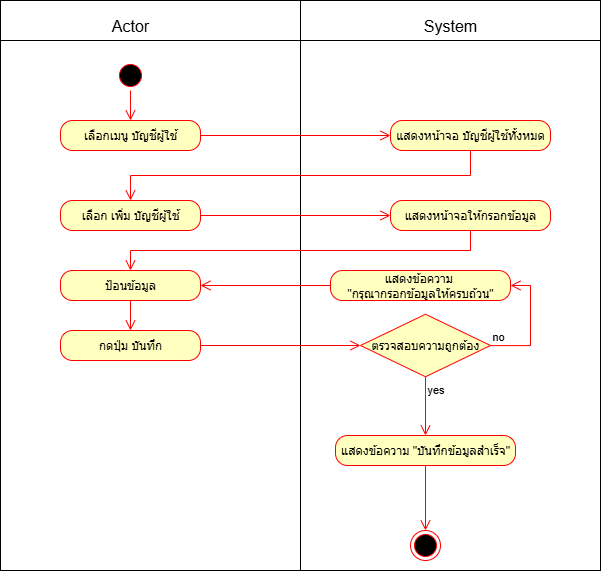 Actor
System
เลือกเมนู บัญชีผู้ใช้
แสดงหน้าจอ บัญชีผู้ใช้ทั้งหมด
เลือก เพิ่ม บัญชีผู้ใช้
แสดงหน้าจอให้กรอกข้อมูล
ป้อนข้อมูล
แสดงข้อความ
"กรุณากรอกข้อมูลให้ครบถ้วน"
กดปุ่ม บันทึก
ตรวจสอบความถูกต้อง
no
yes
แสดงข้อความ "บันทึกข้อมูลสำเร็จ"